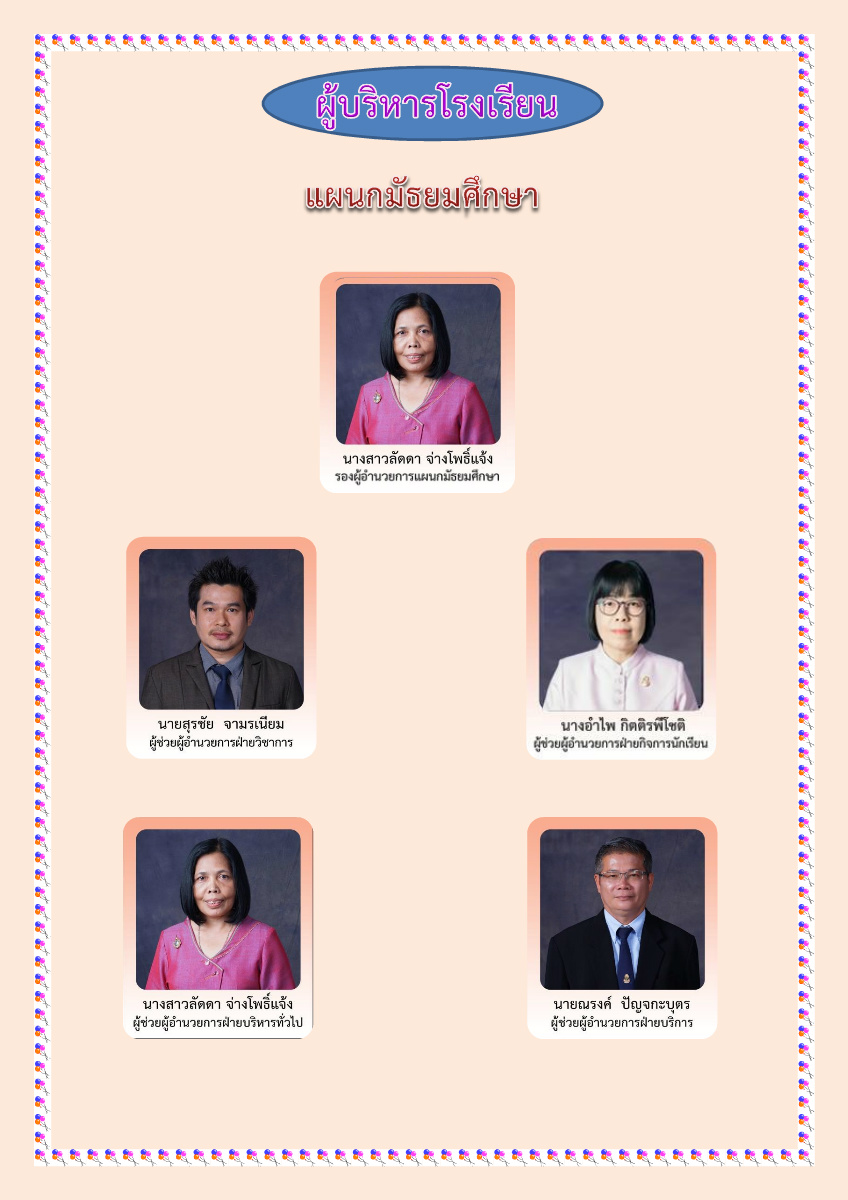 ผู้บริหารโรงเรียน
แผนกมัธยมศึกษา
นางสาวลัดดา จ่างโพธิ์แจ้ง
รองผู้อำนวยการแผนกมัธยมศึกษา
นายสุรชัย จามรเนียม
ผู้ช่วยผู้อำนวยการฝ่ายวิชาการ
นางอำไพ กิตติรพีโชติ
ผู้ช่วยผู้อำนวยการฝ่ายกิจการนักเรียน
นางสาวลัดดา จ่างโพธิ์แจ้ง
ผู้ช่วยผู้อำนวยการฝ่ายบริหารทั่วไป
นายณรงค์ ปัญจกะบุตร
ผู้ช่วยผู้อำนวยการฝ่ายบริการ